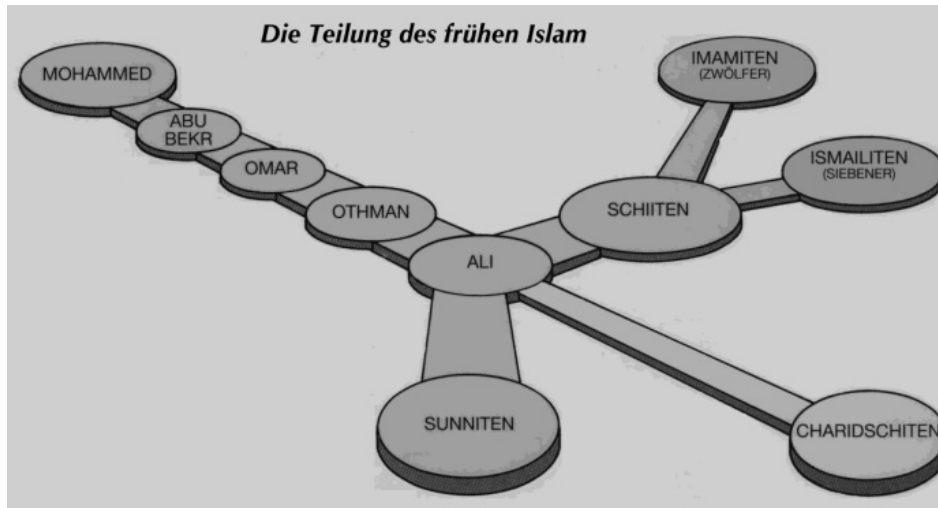 Die Teilung des frühen Islam
MOHAMMED
ABU
BEKR
OMAR
OTHMAN
ALI
SCHIITEN
IMAMITEN
(ZWÖLFER)
ISMAILITEN
(SIEBENER)
SUNNITEN
CHARIDSCHITEN